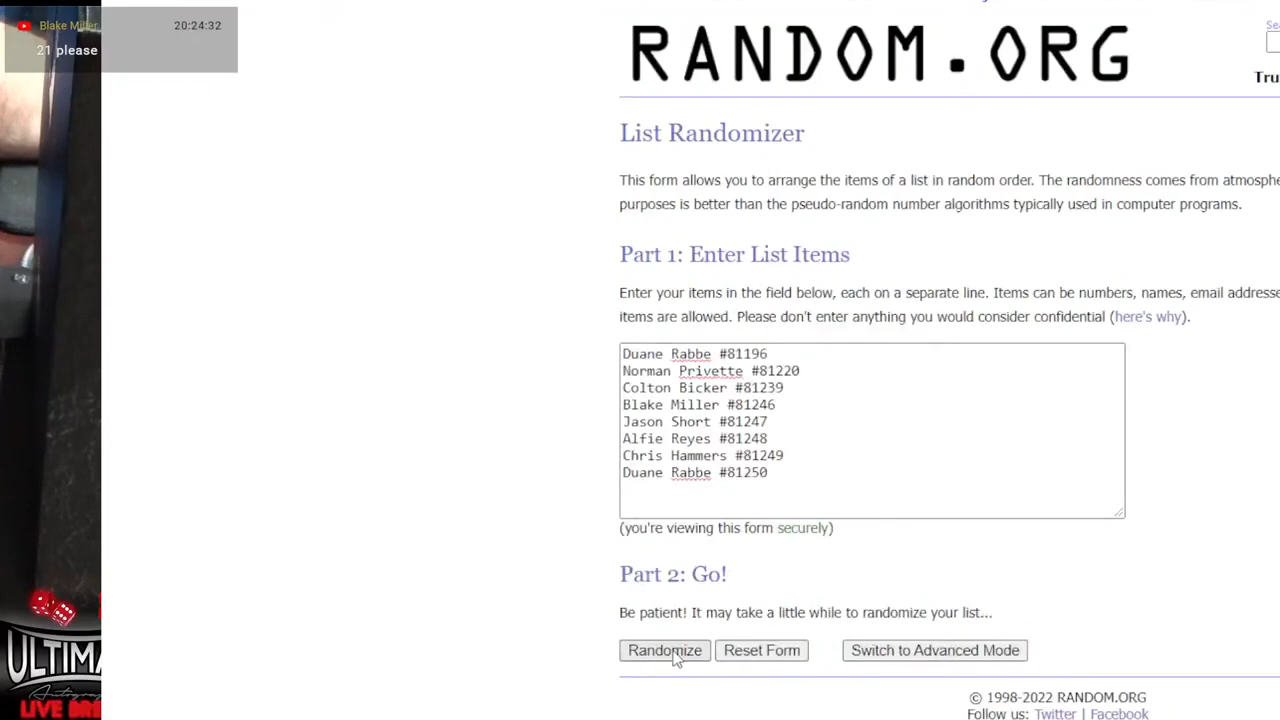 Blake Miller 20:24:32
21 please
RANDOM.ORG
List Randomizer
This form allows you to arrange the items of a list in random order. The randomness comes from
purposes is better than the pseudo-random number algorithms typically used in computer programs.
Part 1: Enter List Items
Enter your items in the field below, each on a separate line. Items can be numbers, names, email
items are allowed. Please don't enter anything you would consider confidential (here's why).
Duane Rabbe #81196
Norman Privette #81220
Colton Bicker #81239
Blake Miller #81246
Jason Short #81247
Alfie Reyes #81248
Chris Hammers #81249
Duane Rabbe #81250
(you're viewing this form securely)
Part 2: Go!
Be patient! It may take a little while to randomize your list...
Randomize Reset Form Switch to Advanced Mode
© 1998-2022 RANDOM.ORG
Follow us: Twitter | Facebook
LIVE